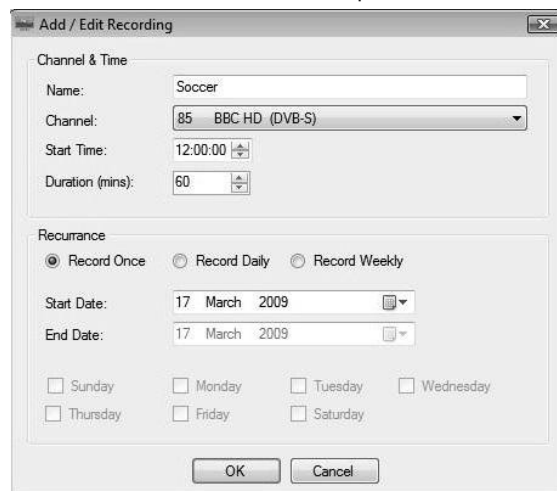 Add / Edit Recording
Channel & Time
Name: Soccer
Channel: 85 BBC HD (DVB-S)
Start Time: 12:00:00
Duration (mins): 60
Recurrance
Record Once Record Daily Record Weekly
Start Date: 17 March 2009
End Date: 17 March 2009
Sunday Monday Tuesday Wednesday
Thursday Friday Saturday
OK Cancel